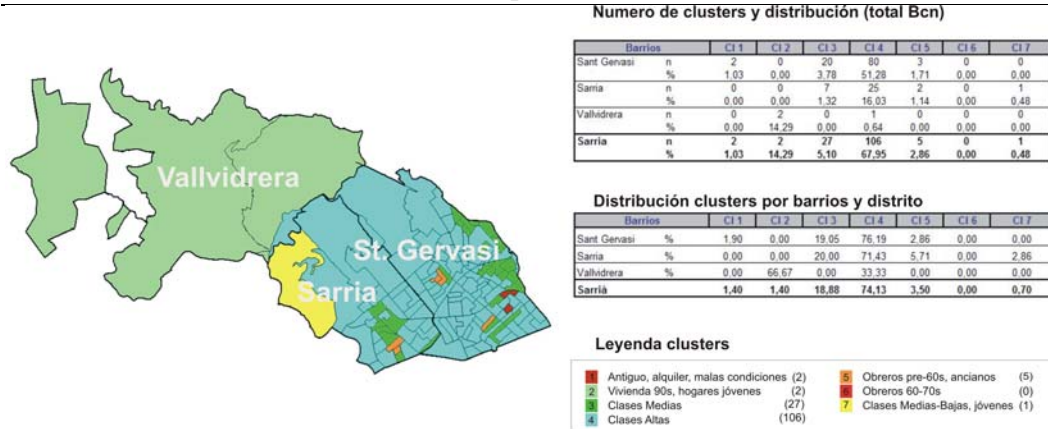 Numero de clusters y distribución (total Bcn)
Barrios Cl 1 Cl 2 Cl 3 Cl 4 Cl 5 Cl 6 Cl 7
Sant Gervasi n 2 0 20 80 3 0 0
% 1,03 0,00 3,78 51,28 1,71 0,00 0,00
Sarria n 0 0 7 25 2 0 1
% 0,00 0,00 1,32 16,03 1,14 0,00 0,48
Vallvidrera n 0 2 0 1 0 0 0
% 0,00 14,29 0,00 0,64 0,00 0,00 0,00
Sarria n 2 2 27 106 5 0 1
% 1,03 14,29 5,10 67,95 2,86 0,00 0,48
Vallvidrera
St. Gervasi
Sarria
Distribución clusters por barrios y distrito
Barrios Cl 1 Cl 2 Cl 3 Cl 4 Cl 5 Cl 6 Cl 7
Sant Gervasi % 1,90 0,00 19,05 76,19 2,86 0,00 0,00
Sarria % 0,00 0,00 20,00 71,43 5,71 0,00 2,86
Vallvidrera % 0,00 66,67 0,00 33,33 0,00 0,00 0,00
Sarriá 1,40 1,40 18,88 74,13 3,50 0,00 0,70
Leyenda clusters
1 Antiguo, alquiler, malas condiciones (2)
2 Vivienda 90s, hogares jóvenes (2)
3 Clases Medias (27)
4 Clases Altas (106)
5 Obreros pre-60s, ancianos (5)
6 Obreros 60-70s (0)
7 Clases Medias-Bajas, jóvenes (1)